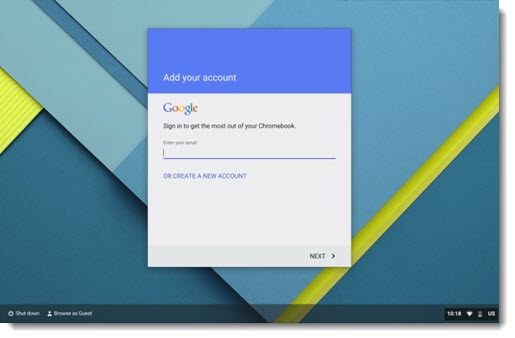 Add your account
Google
Sign in to get the most out of your Chromebook.
Enter your email
OR CREATE A NEW ACCOUNT
NEXT
Shut down Browse as Guest 10:18 US